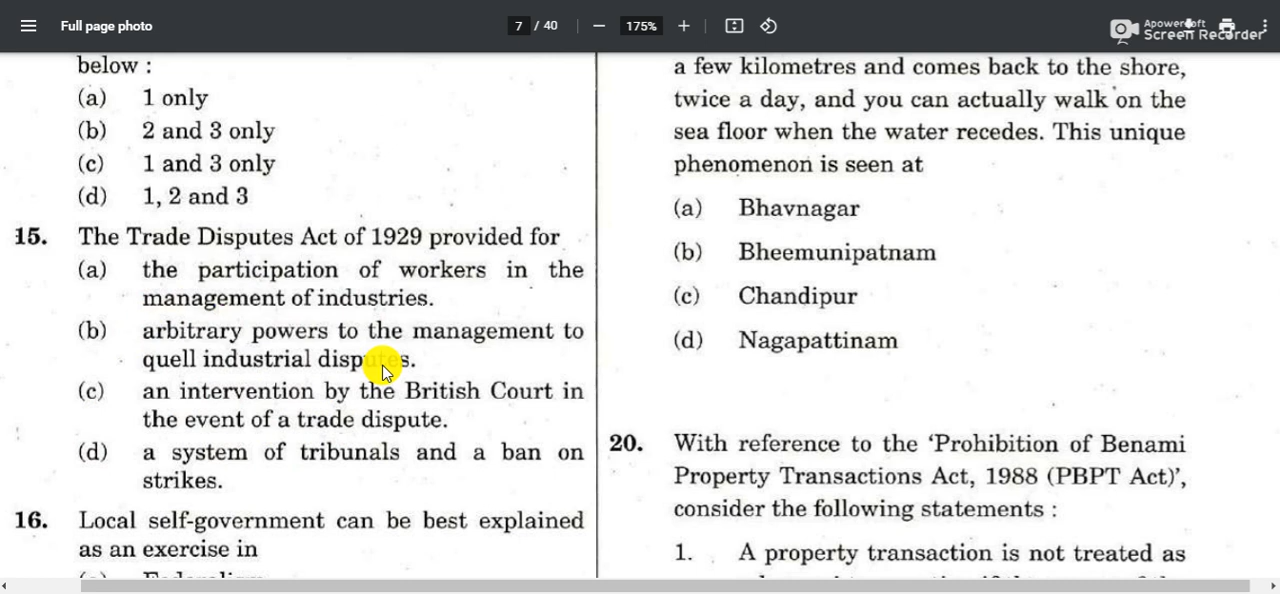 Full page photo
7 / 40
175%
Apowersoft
Screen Recorder
below :
(a) 1 only
(b) 2 and 3 only
(c) 1 and 3 only
(d) 1, 2 and 3
15. The Trade Disputes Act of 1929 provided for
(a) the participation of workers in the
management of industries.
(b) arbitrary powers to the management to
quell industrial disputes.
(c) an intervention by the British Court in
the event of a trade dispute.
(d) a system of tribunals and a ban on
strikes.
16. Local self-government can be best explained
as an exercise in
a few kilometres and comes back to the shore,
twice a day, and you can actually walk on the
sea floor when the water recedes. This unique
phenomenon is seen at
(a) Bhavnagar
(b) Bheemunipatnam
(c) Chandipur
(d) Nagapattinam
20. With reference to the ‘Prohibition of Benami
Property Transactions Act, 1988 (PBPT Act)’,
consider the following statements :
1. A property transaction is not treated as